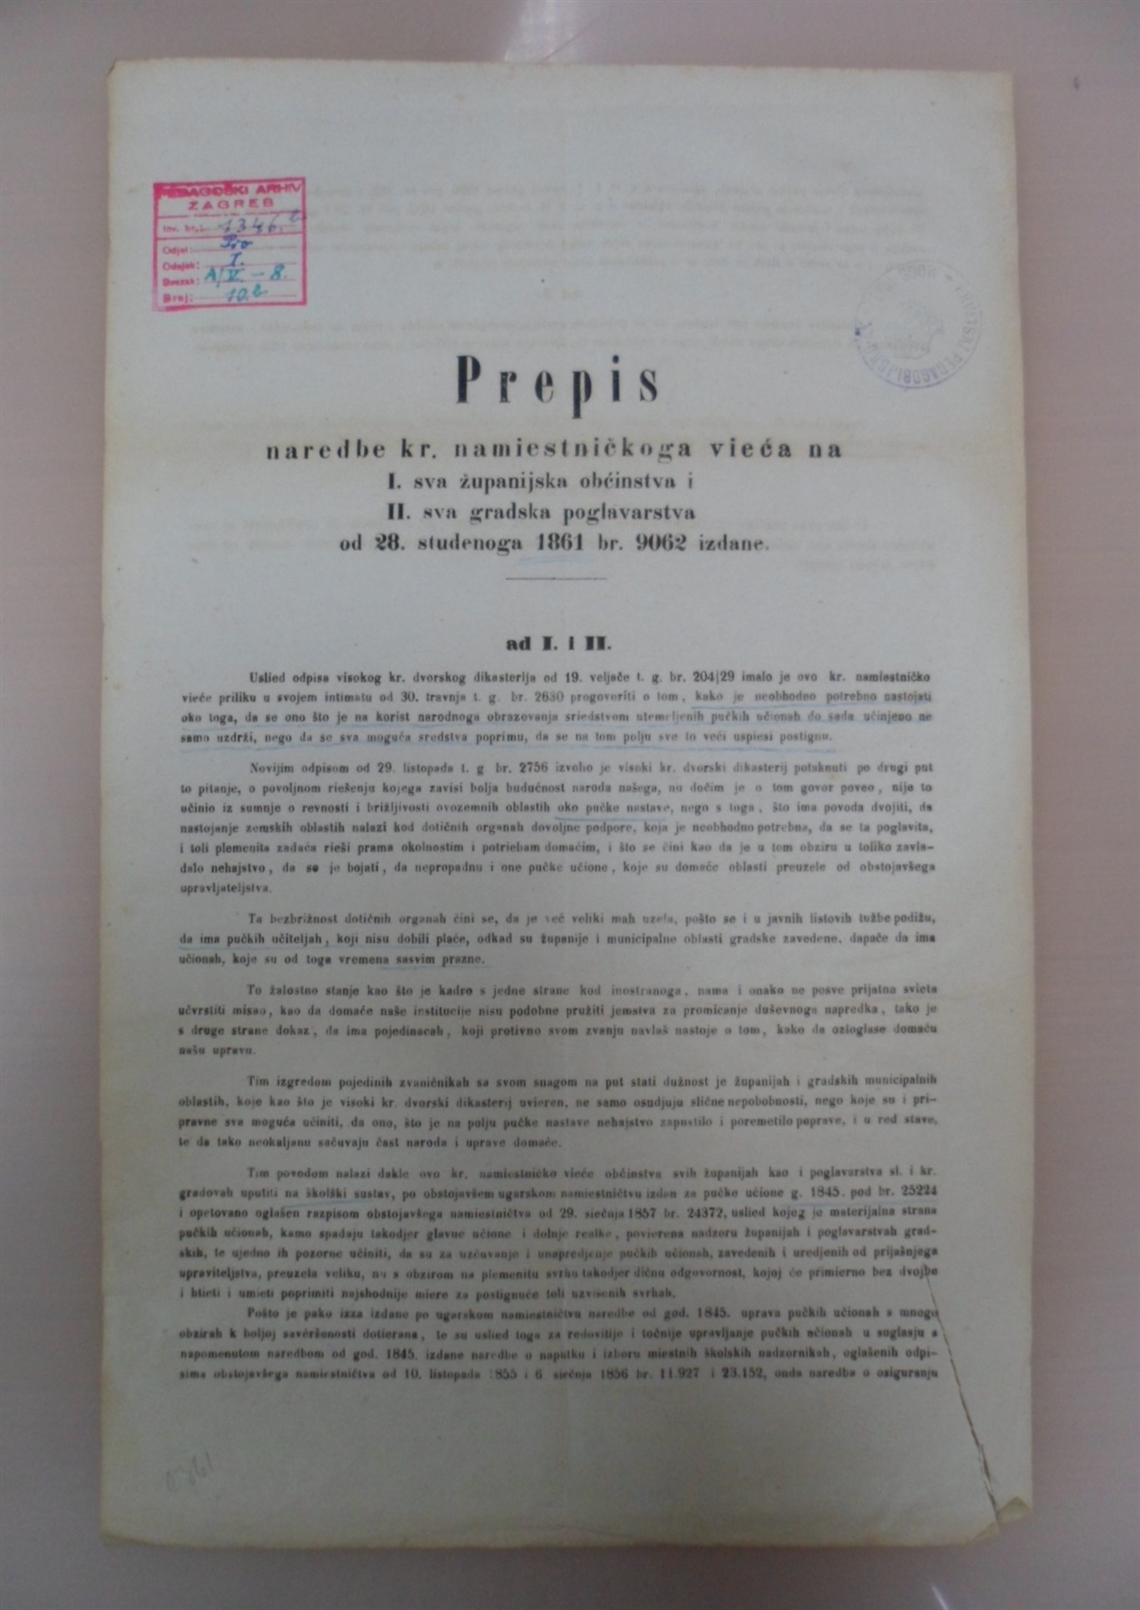 PEDAGOŠKI ARHIV
ZAGREB
Inv. br.: 1346. 2
Odjel: Pro
Odsjek: I.
Svezak: A/V. – 8.
Broj: 10.2
Prepis
naredbe kr. namiestničkoga vieća na
I. sva županijska obćinstva i
II. sva gradska poglavarstva
od 28. studenoga 1861 br. 9062 izdane.
ad I. i II.
Uslied odpisa visokog kr. dvorskog dikasterija od 19. veljače t. g. br. 204|29 imalo je ovo kr. namiestničko
vieće priliku u svojem intimatu od 30. travnja t. g. br. 2630 progovoriti o tom, kako je neobhodno potrebno nastojati
oko toga, da se ono što je na korist narodnoga obrazovanja sriedstvom utemeljenih pučkih učionah do sada učinjeno ne
samo uzdrži, nego da se sva moguća sredstva poprimu, da se na tom polju sve to veći uspiesi postignu.
Novijim odpisom od 29. listopada t. g br. 2756 izvolio je visoki kr. dvorski dikasterij potaknuti po drugi put
to pitanje, o povoljnom riešenju kojega zavisi bolja budućnost naroda našega, nu dočim je o tom govor poveo, nije to
učinio iz sumnje o revnosti i brižljivosti ovozemnih oblastih oko pučke nastave, nego s toga, što ima povoda dvojiti, da
nastojanje zemskih oblastih nalazi kod dotičnih organah dovoljne podpore, koja je neobhodno potrebna, da se ta poglavita,
i toli plemenita zadaća rieši prama okolnostim i potriebam domaćim, i što se čini kao da je u tom obziru u toliko zavla-
dalo nehajstvo, da se je bojati, da nepropadnu i one pučke učione, koje su domaće oblasti preuzele od obstojavšega
upravljateljstva.
Ta bezbrižnost dotičnih organah čini se, da je već veliki mah uzela, pošto se i u javnih listovih tužbe podižu,
da ima pučkih učiteljah, koji nisu dobili plaće, odkad su županije i municipalne oblasti gradske zavedene, dapače da ima
učionah, koje su od toga vremena sasvim prazne.
To žalostno stanje kao što je kadro s jedne strane kod inostranoga, nama i onako ne posve prijatna svieta
učvrstiti misao, kao da domaće naše institucije nisu podobne pružiti jemstva za promicanje duševnoga napredka, tako je
s druge strane dokaz, da ima pojedinacah, koji protivno svom zvanju navlaš nastoje o tom, kako da ozloglase domaću
našu upravu.
Tim izgredom pojedinih zvaničnikah sa svom snagom na put stati dužnost je županijah i gradskih municipalnih
oblastih, koje kao što je visoki kr. dvorski dikasterij uvieren, ne samo osudjuju slične nepobobnosti, nego koje su i pri-
pravne sva moguća učiniti, da ono, što je na polju pučke nastave nehajstvo zapustilo i poremetilo poprave, i u red stave,
te da tako neokaljanu sačuvaju čast naroda i uprave domaće.
Tim povodom nalazi dakle ovo kr. namiestničko vieće obćinstva svih županijah kao i poglavarstva sl. i kr.
gradovah uputiti na školski sustav, po obstojavšem ugarskom namiestničtvu izdan za pučke učione g. 1845. pod br. 25224
i opetovano oglašen razpisom obstojavšega namiestničtva od 29. siečnja 1857 br. 24372, uslied kojeg je materijalna strana
pučkih učionah, kamo spadaju takodjer glavne učione i dolnje realke, povierena nadzoru županijah i poglavarstvah grad-
skih, te ujedno ih pozorne učiniti, da su za uzčuvanje i unapredjenje pučkih učionah, zavedenih i uredjenih od prijašnjega
upraviteljstva, preuzela veliku, nu s obzirom na plemenitu svrhu takodjer dičnu odgovornost, kojoj će primierno bez dvojbe
i htieti i umieti poprimiti najshodnije miere za postignuće toli uzvišenih svrhah.
Pošto je pako izza izdane po ugarskom namiestničtvu naredbe od god. 1845. uprava pučkih učionah s mnoga
obzirah k boljoj saveršenosti dotierana, te su uslied toga za redovitije i točnije upravljanje pučkih učionah u suglasju s
napomenutom naredbom od god. 1845. izdane naredbe o naputku i izboru miestnih školskih nadzornikah, oglašenih odpi-
sima obstojavšega namiestničtva od 10. listopada 1855 i 6 siečnja 1856 br. 11.927 i 23.152, onda naredba o osiguranju